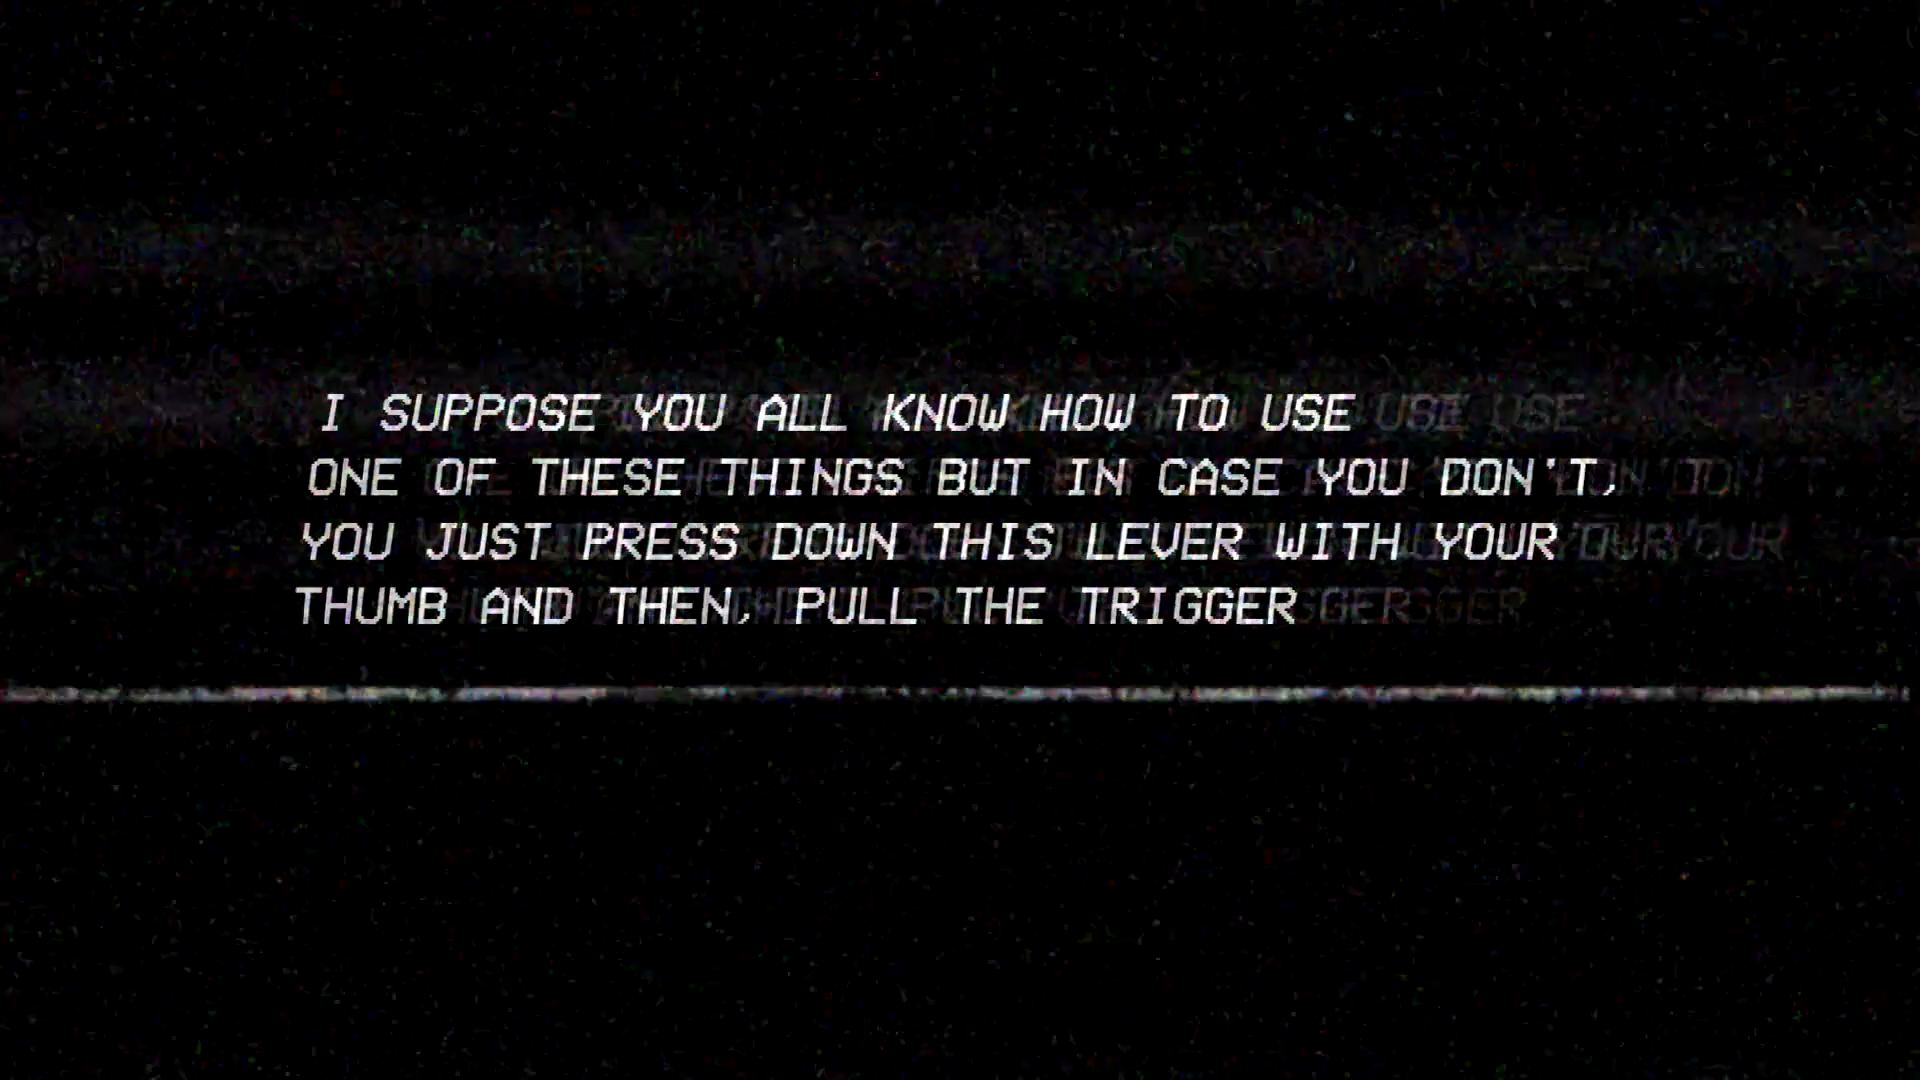 I SUPPOSE YOU ALL KNOW HOW TO USE
ONE OF THESE THINGS BUT IN CASE YOU DON'T,
YOU JUST PRESS DOWN THIS LEVER WITH YOUR
THUMB AND THEN, PULL THE TRIGGER